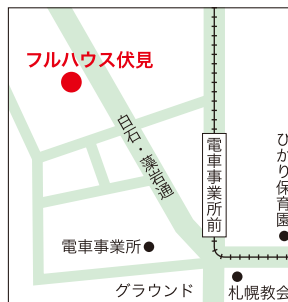 フルハウス伏見
白石・藻岩通
電車事業所前
ひかり保育園
電車事業所
グラウンド
札幌教会